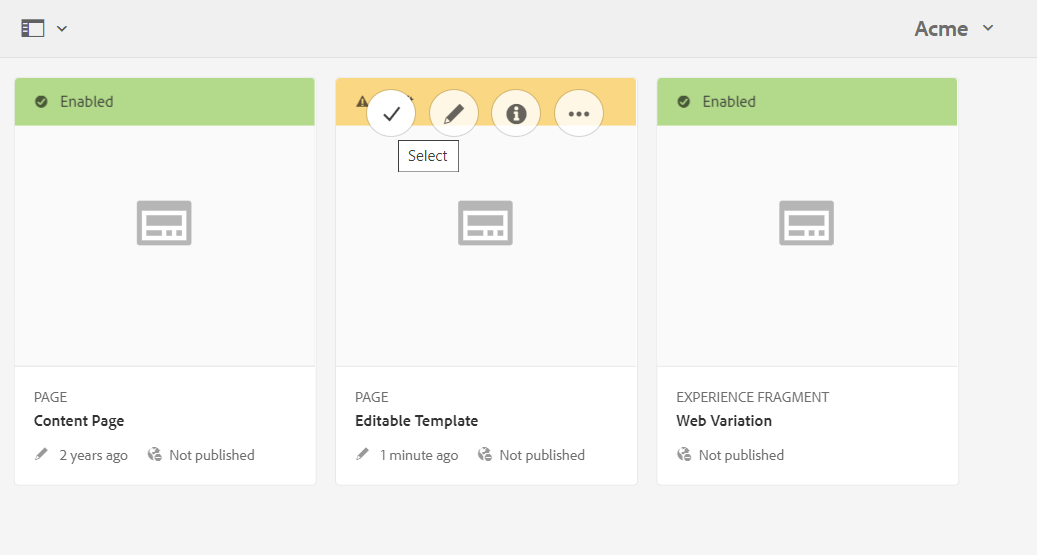 Acme
Enabled
Enabled
Select
PAGE
Content Page
2 years ago Not published
PAGE
Editable Template
1 minute ago Not published
EXPERIENCE FRAGMENT
Web Variation
Not published